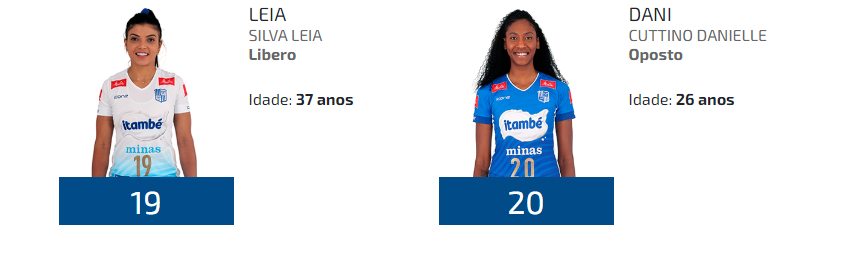 LEIA
SILVA LEIA
Libero
Idade: 37 anos
itambé
minas
19
19
DANI
CUTTINO DANIELLE
Oposto
Idade: 26 anos
itambé
minas
20
20